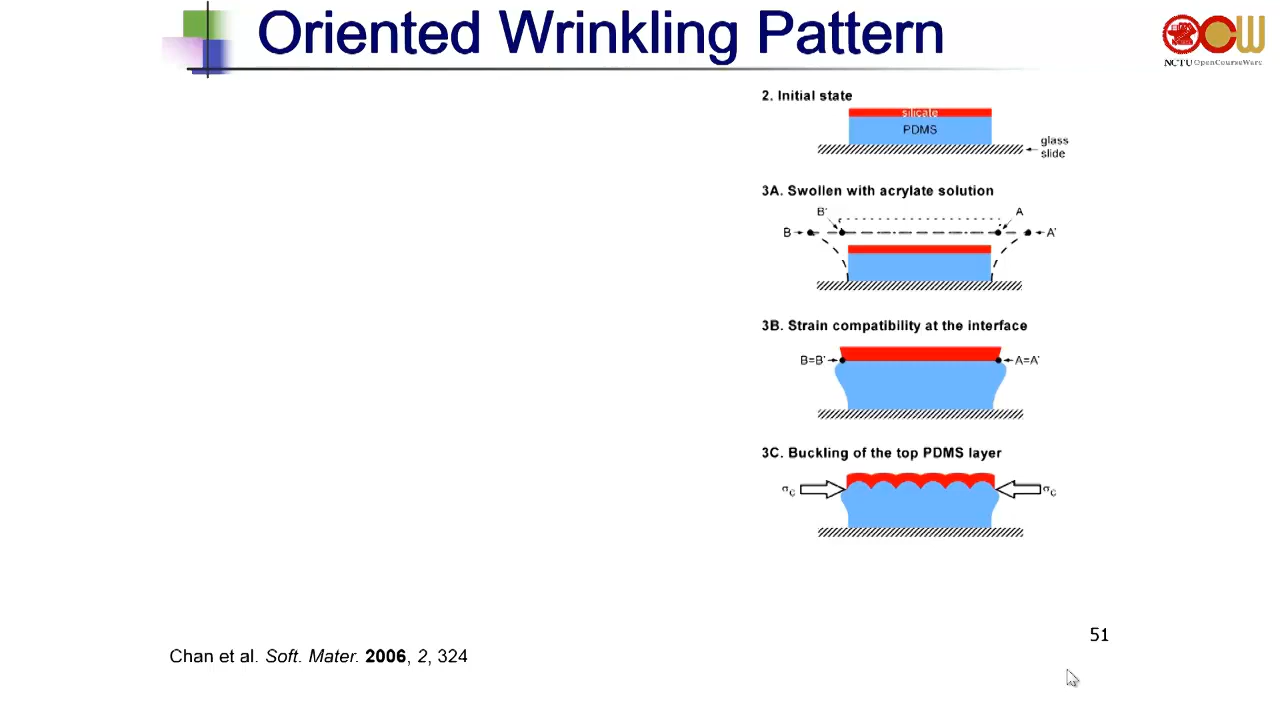 Oriented Wrinkling Pattern
NCTU OpenCourseWare
2. Initial state
silicate
PDMS
glass
slide
3A. Swollen with acrylate solution
B' A
B A'
3B. Strain compatibility at the interface
B=B' A=A'
3C. Buckling of the top PDMS layer
σC σC
51
Chan et al. Soft. Mater. 2006, 2, 324